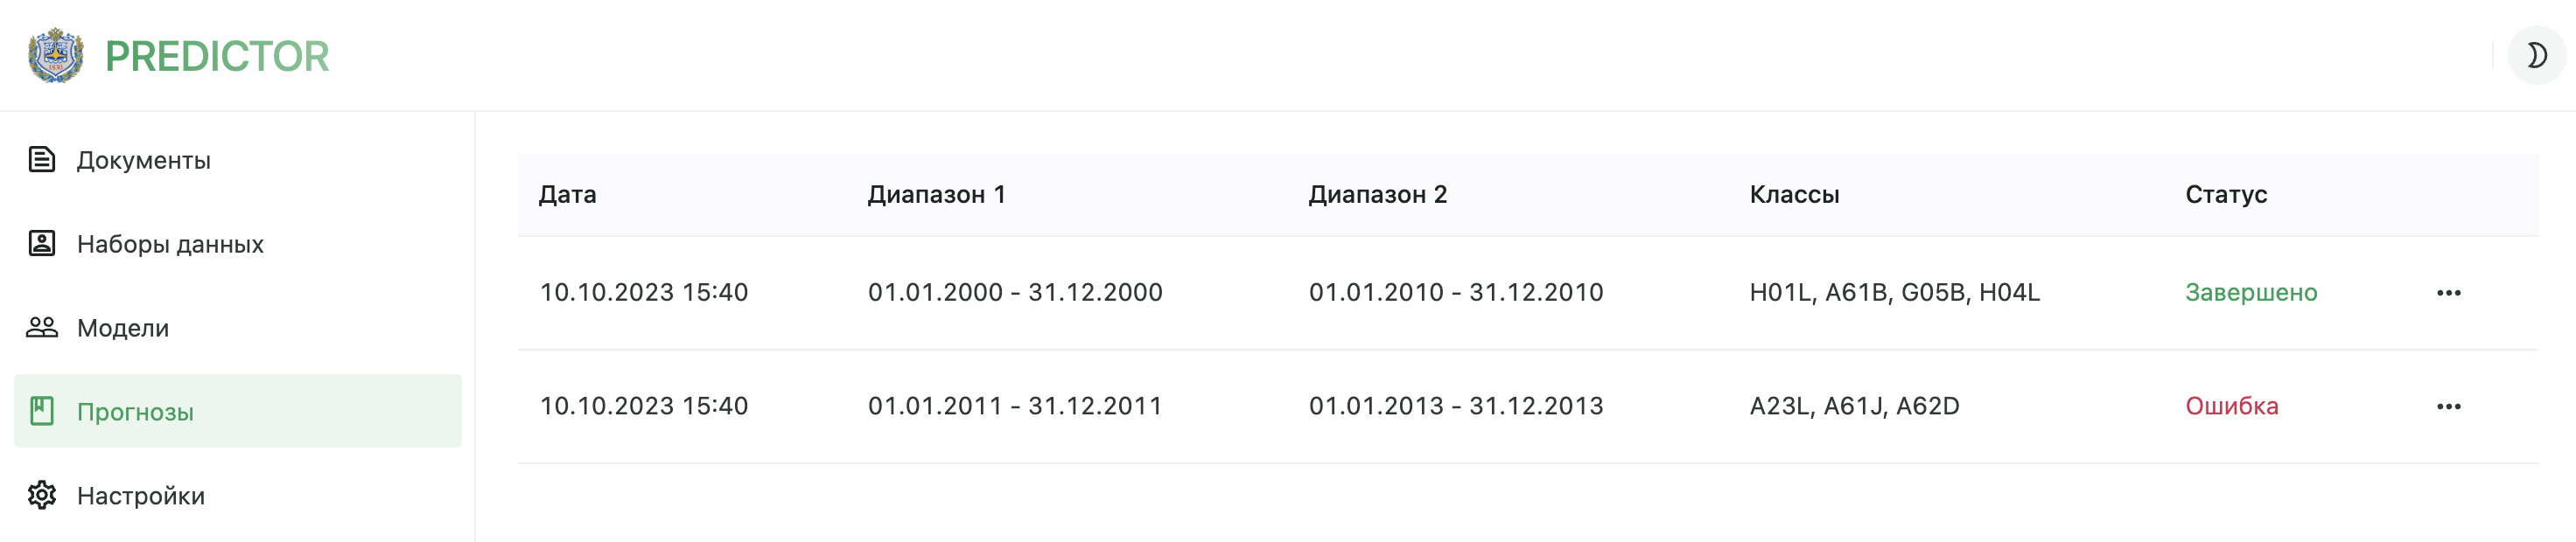 PREDICTOR
Документы
Наборы данных
Модели
Прогнозы
Настройки
Дата Диапазон 1 Диапазон 2 Классы Статус
10.10.2023 15:40 01.01.2000 - 31.12.2000 01.01.2010 - 31.12.2010 H01L, A61B, G05B, H04L Завершено
10.10.2023 15:40 01.01.2011 - 31.12.2011 01.01.2013 - 31.12.2013 A23L, A61J, A62D Ошибка